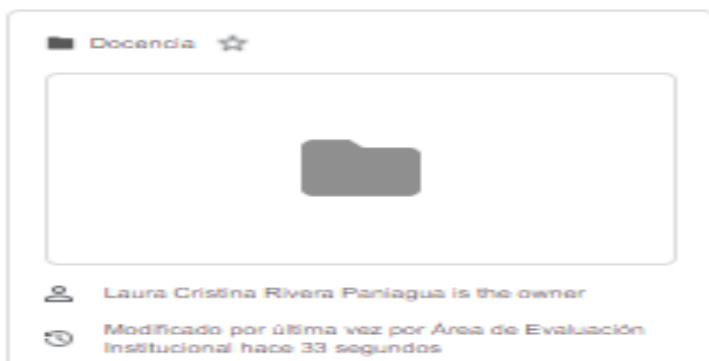 Docencia
Laura Cristina Rivera Paniagua is the owner
Modificado por última vez por Área de Evaluación
Institucional hace 33 segundos